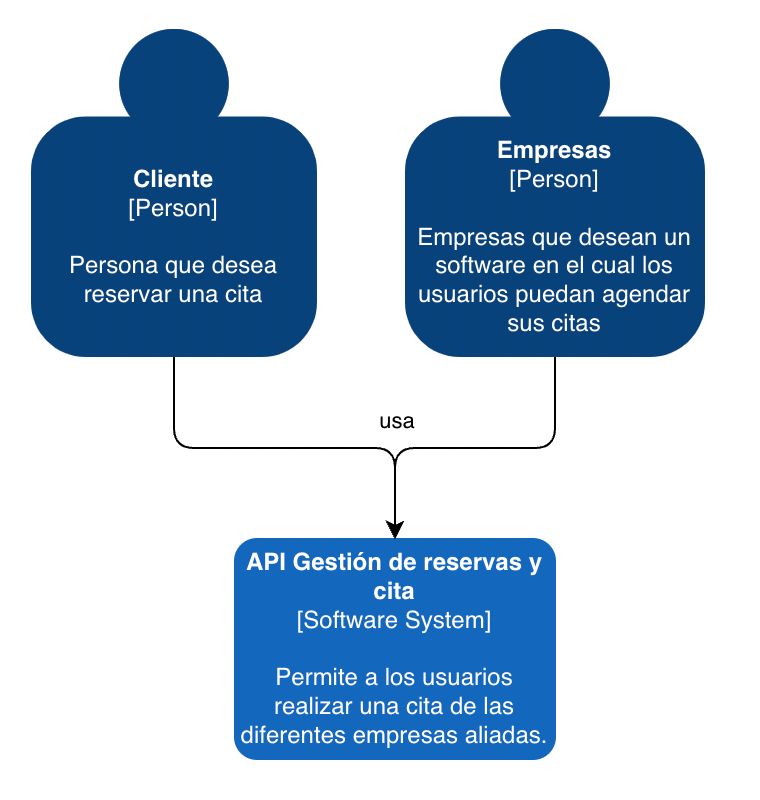 Cliente
[Person]
Persona que desea
reservar una cita
Empresas
[Person]
Empresas que desean un
software en el cual los
usuarios puedan agendar
sus citas
usa
API Gestión de reservas y
cita
[Software System]
Permite a los usuarios
realizar una cita de las
diferentes empresas aliadas.